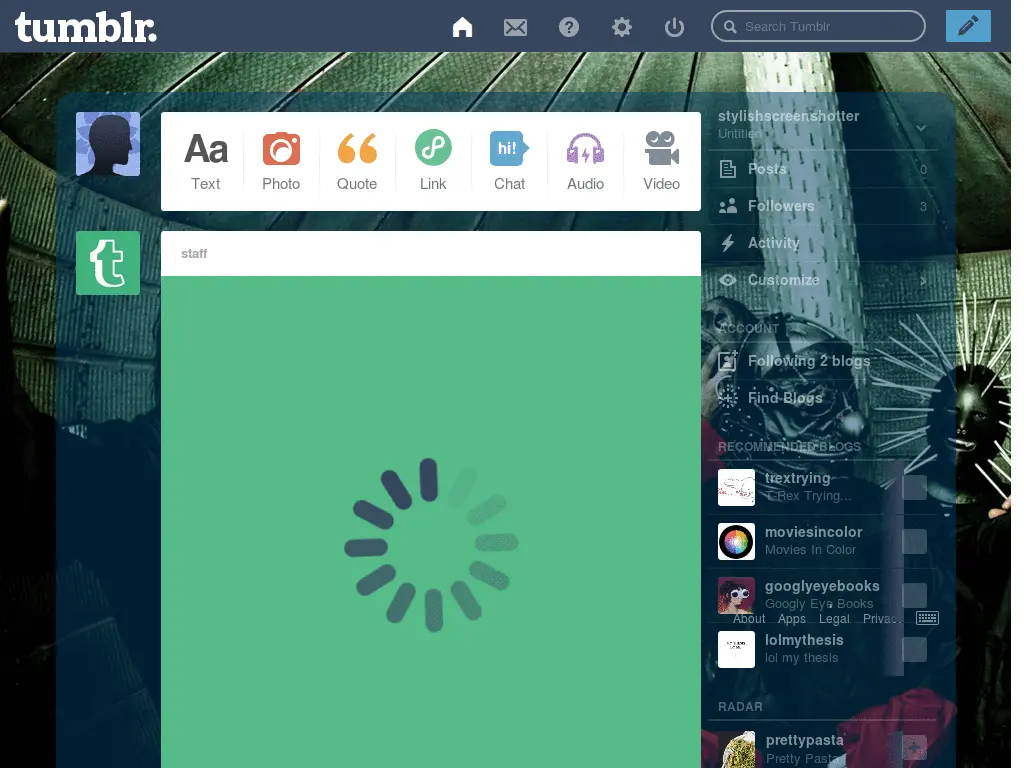 tumblr.
Search Tumblr
stylishscreenshotter
Untitled
Aa
hi!
Text
Photo
Quote
Link
Chat
Audio
Video
Posts
0
Followers
3
Activity
Customize
staff
ACCOUNT
Following 2 blogs
Find Blogs
RECOMMENDED BLOGS
trextrying
T-Rex Trying...
moviesincolor
Movies In Color
googlyeyebooks
Googly Eye Books
About Apps Legal
lolmythesis
lol my thesis
RADAR
prettypasta
Pretty Pasta